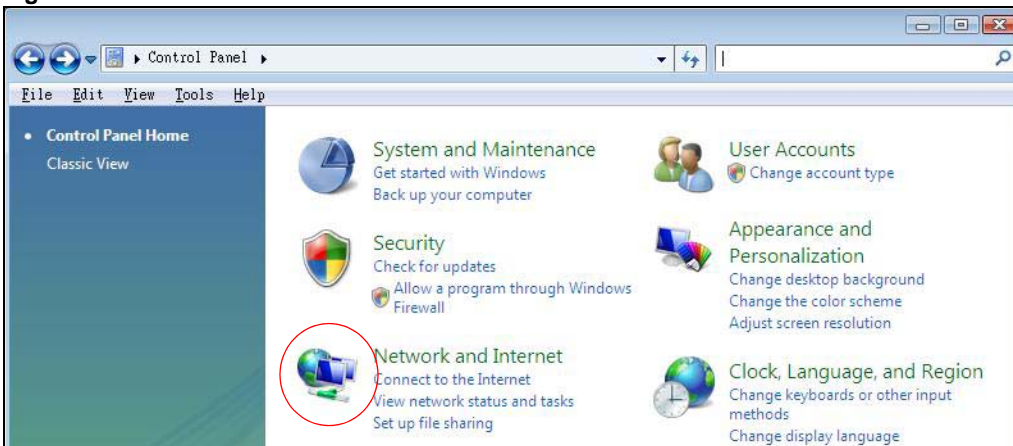 Control Panel
File Edit View Tools Help
Control Panel Home
Classic View
System and Maintenance
Get started with Windows
Back up your computer
Security
Check for updates
Allow a program through Windows
Firewall
Network and Internet
Connect to the Internet
View network status and tasks
Set up file sharing
User Accounts
Change account type
Appearance and
Personalization
Change desktop background
Change the color scheme
Adjust screen resolution
Clock, Language, and Region
Change keyboards or other input
methods
Change display language